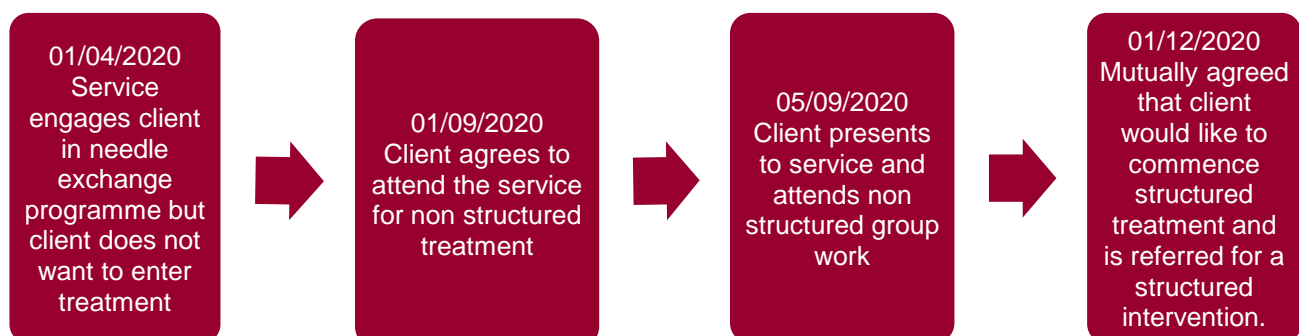 01/04/2020
Service
engages client
in needle
exchange
programme but
client does not
want to enter
treatment
01/09/2020
Client agrees to
attend the service
for non structured
treatment
05/09/2020
Client presents
to service and
attends non
structured group
work
01/12/2020
Mutually agreed
that client
would like to
commence
structured
treatment and
is referred for a
structured
intervention.